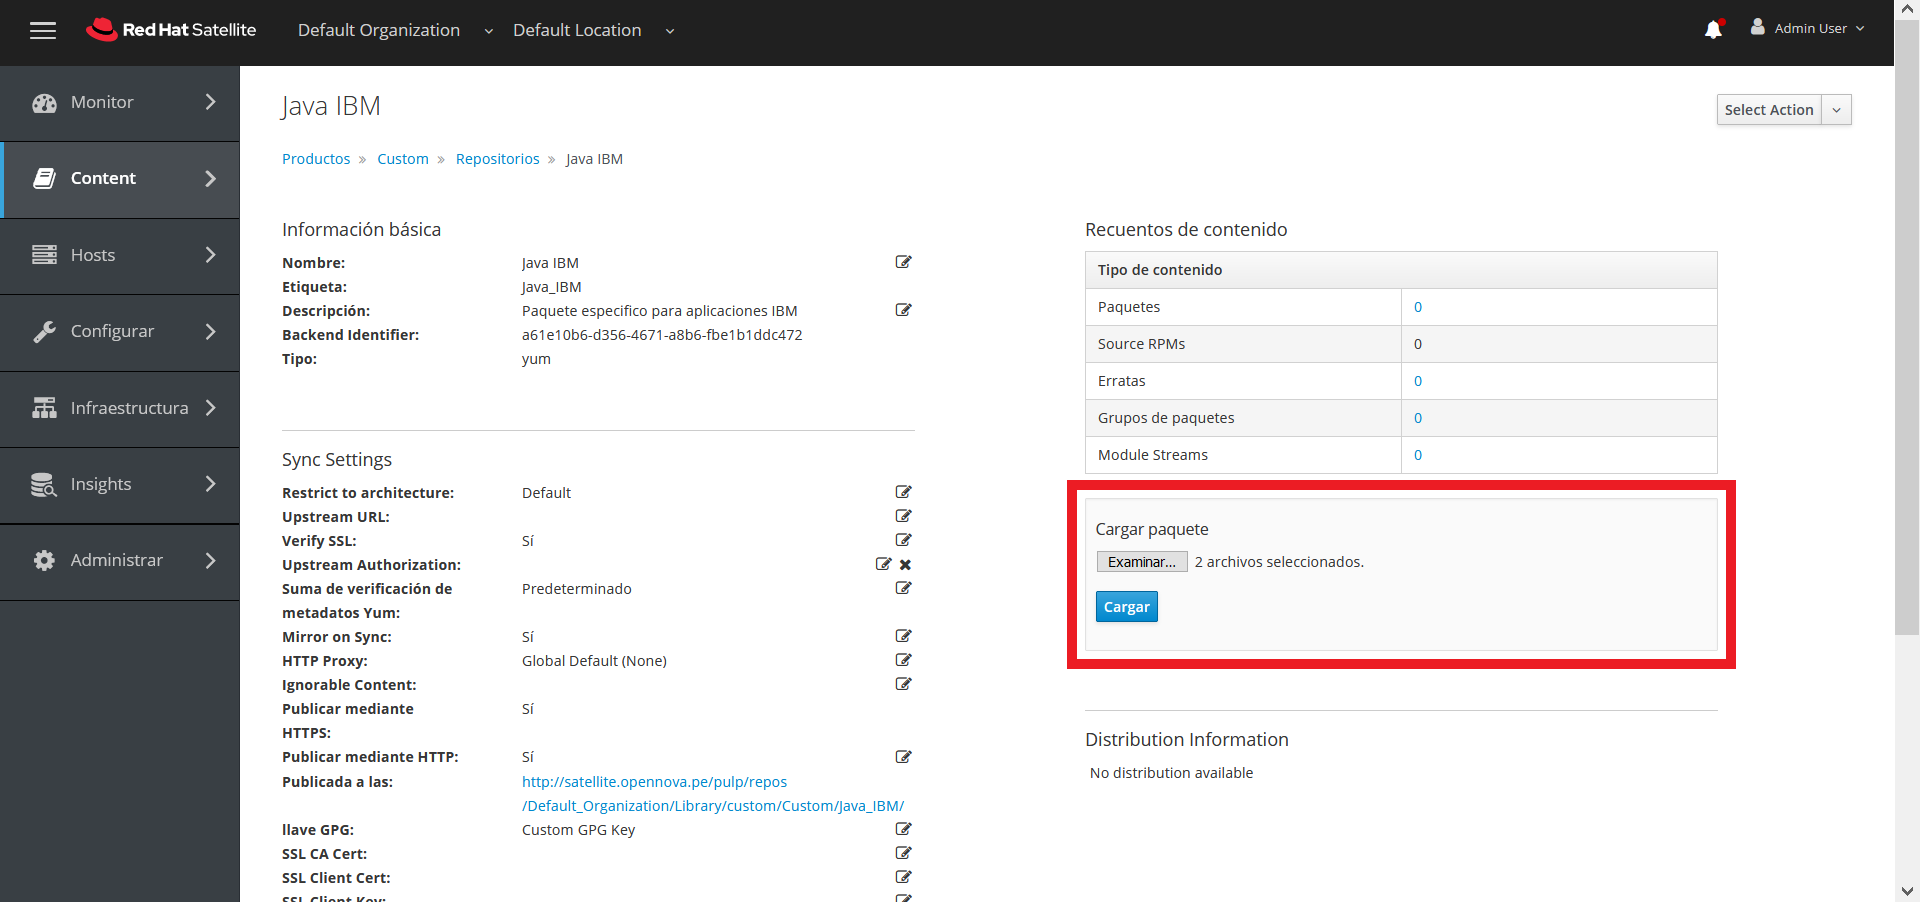 Red Hat Satellite
Default Organization
Default Location
Admin User
Monitor
Content
Hosts
Configurar
Infraestructura
Insights
Administrar
Java IBM
Select Action
Productos » Custom » Repositorios » Java IBM
Información básica
Nombre: Java IBM
Etiqueta: Java_IBM
Descripción: Paquete especifico para aplicaciones IBM
Backend Identifier: a61e10b6-d356-4671-a8b6-fbe1b1ddc472
Tipo: yum
Sync Settings
Restrict to architecture: Default
Upstream URL:
Verify SSL: Sí
Upstream Authorization:
Suma de verificación de Predeterminado
metadatos Yum:
Mirror on Sync: Sí
HTTP Proxy: Global Default (None)
Ignorable Content:
Publicar mediante Sí
HTTPS:
Publicar mediante HTTP: Sí
Publicada a las: http://satellite.opennova.pe/pulp/repos
/Default_Organization/Library/custom/Custom/Java_IBM/
llave GPG: Custom GPG Key
SSL CA Cert:
SSL Client Cert:
SSL Client Key:
Recuentos de contenido
Tipo de contenido
Paquetes 0
Source RPMs 0
Erratas 0
Grupos de paquetes 0
Module Streams 0
Cargar paquete
Examinar... 2 archivos seleccionados.
Cargar
Distribution Information
No distribution available